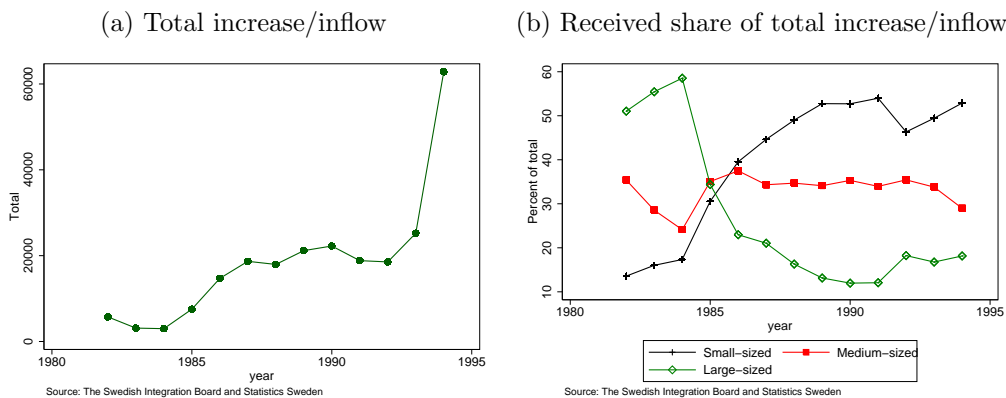 (a) Total increase/inflow
Total
60000
40000
20000
0
1980
1985
1990
1995
year
Source: The Swedish Integration Board and Statistics Sweden
(b) Received share of total increase/inflow
Percent of total
60
50
40
30
20
10
1980
1985
1990
1995
year
Small−sized
Medium−sized
Large−sized
Source: The Swedish Integration Board and Statistics Sweden